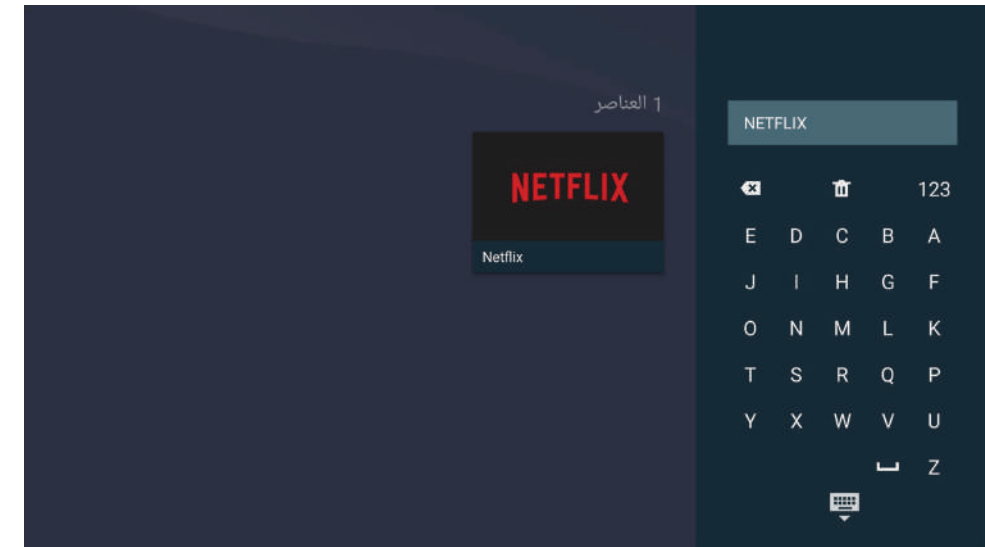 1 العناصر
NETFLIX
Netflix
NETFLIX
123
A B C D E
F G H I J
K L M N O
P Q R S T
U V W X Y
Z